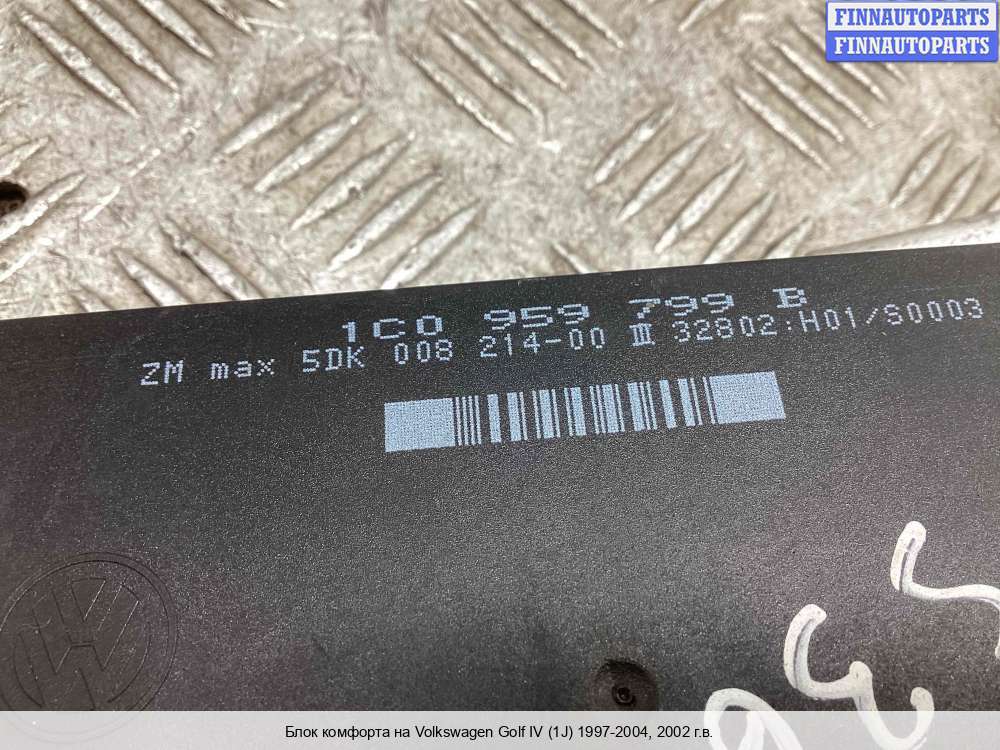 FINNAUTOPARTS
FINNAUTOPARTS
1C0 959 799 B
ZM max 5DK 008 214-00 III 32802:H01/S0003
Блок комфорта на Volkswagen Golf IV (1J) 1997-2004, 2002 г.в.